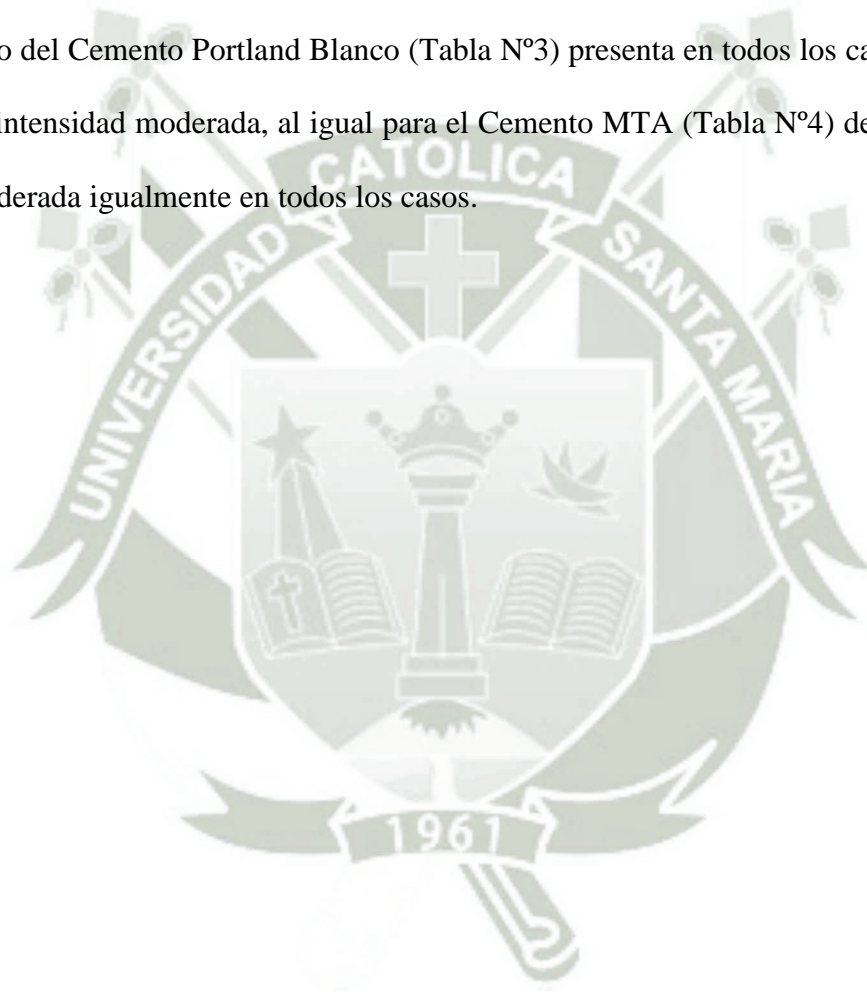 o del Cemento Portland Blanco (Tabla Nº3) presenta en todos los ca
intensidad moderada, al igual para el Cemento MTA (Tabla Nº4) de
derada igualmente en todos los casos.
UNIVERSIDAD CATOLICA SANTA MARIA
1961